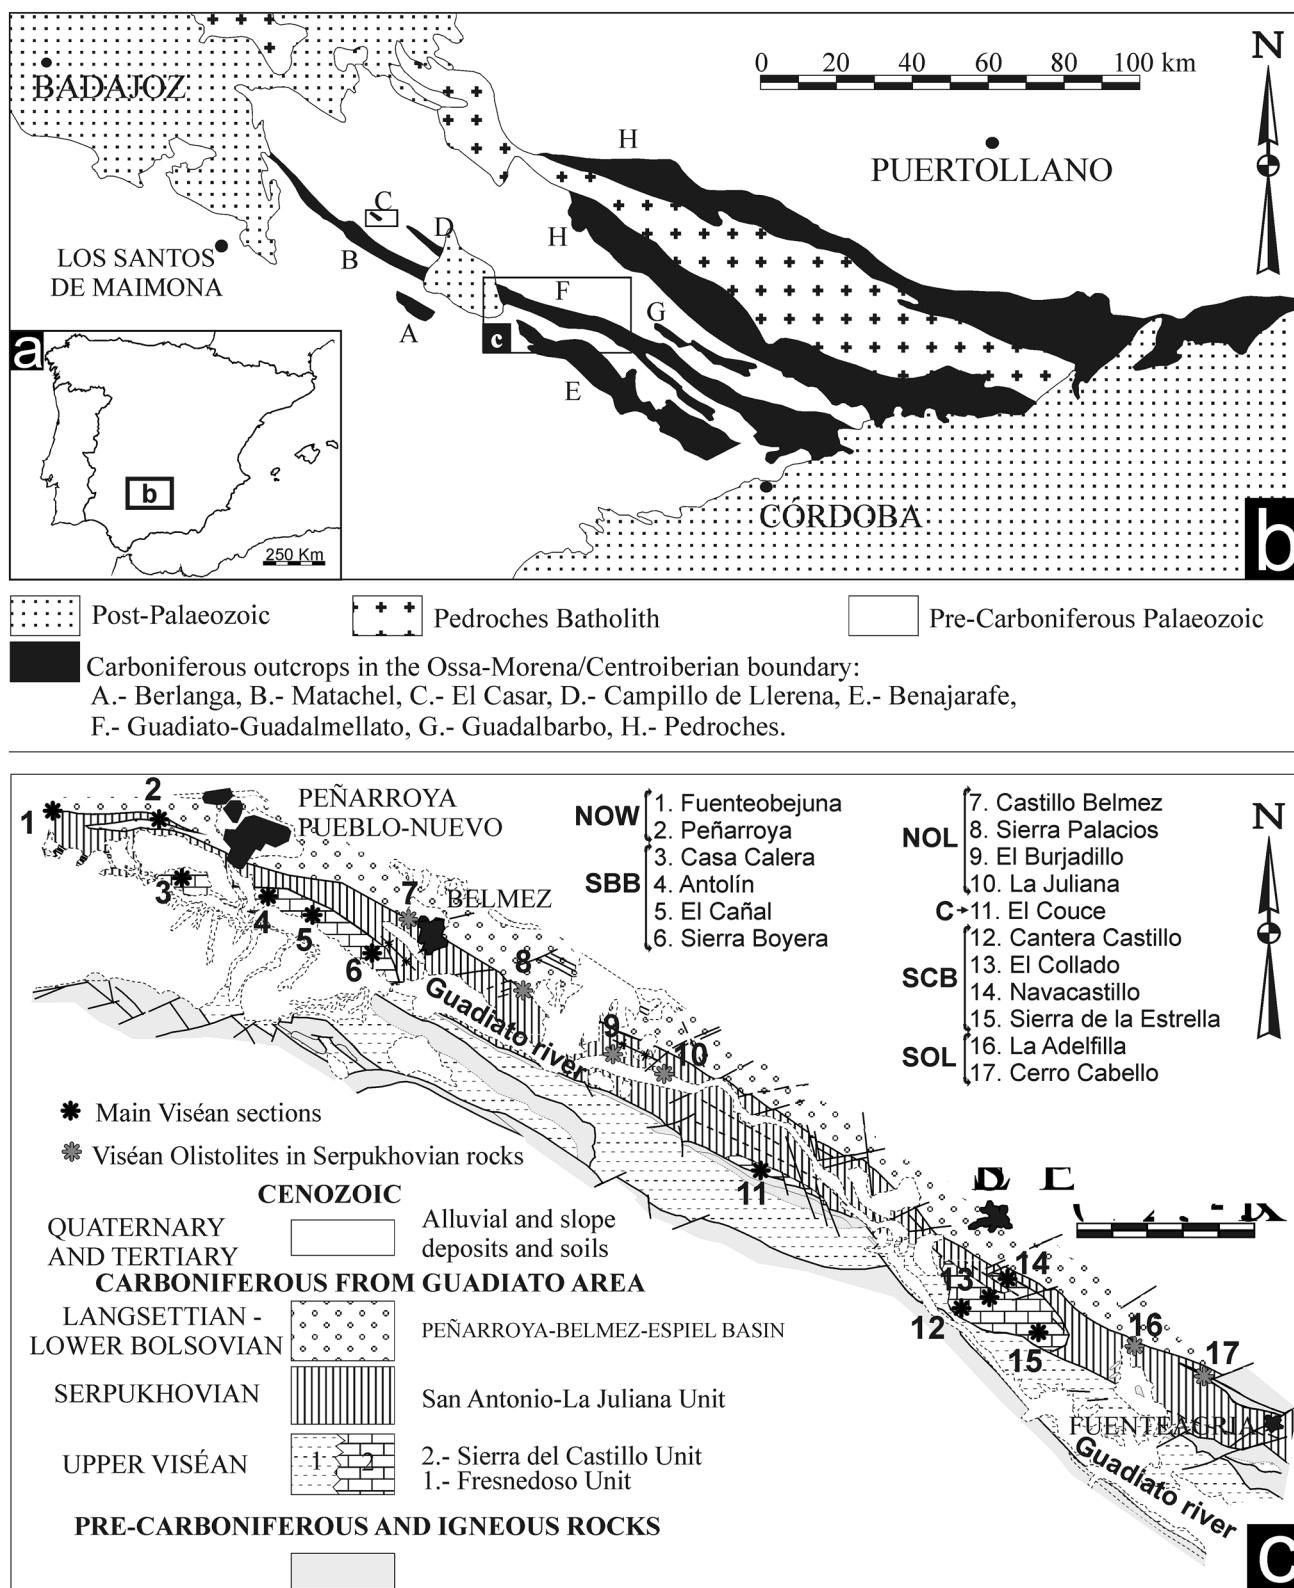 N
0 20 40 60 80 100 km
BADAJOZ
H
PUERTOLLANO
C
D
H
B
LOS SANTOS
DE MAIMONA
F
G
A
c
E
a
b
250 Km
CÓRDOBA
b
Post-Palaeozoic
Pedroches Batholith
Pre-Carboniferous Palaeozoic
Carboniferous outcrops in the Ossa-Morena/Centroiberian boundary:
A.- Berlanga, B.- Matachel, C.- El Casar, D.- Campillo de Llerena, E.- Benajarafe,
F.- Guadiato-Guadalmellato, G.- Guadalbarbo, H.- Pedroches.
1
2
PEÑARROYA
PUEBLO-NUEVO
NOW
1. Fuenteobejuna
2. Peñarroya
SBB
3. Casa Calera
4. Antolín
5. El Cañal
6. Sierra Boyera
NOL
7. Castillo Belmez
8. Sierra Palacios
9. El Burjadillo
10. La Juliana
C
11. El Couce
SCB
12. Cantera Castillo
13. El Collado
14. Navacastillo
15. Sierra de la Estrella
SOL
16. La Adelfilla
17. Cerro Cabello
N
3
4
5
6
7
BELMEZ
8
Guadiato river
9
10
11
12
13
14
15
16
17
FUENTEAGRIA
Guadiato river
Main Viséan sections
Viséan Olistolites in Serpukhovian rocks
CENOZOIC
QUATERNARY
AND TERTIARY
Alluvial and slope
deposits and soils
CARBONIFEROUS FROM GUADIATO AREA
LANGSETTIAN -
LOWER BOLSOVIAN
PEÑARROYA-BELMEZ-ESPIEL BASIN
SERPUKHOVIAN
San Antonio-La Juliana Unit
UPPER VISÉAN
1
2
2.- Sierra del Castillo Unit
1.- Fresnedoso Unit
PRE-CARBONIFEROUS AND IGNEOUS ROCKS
c